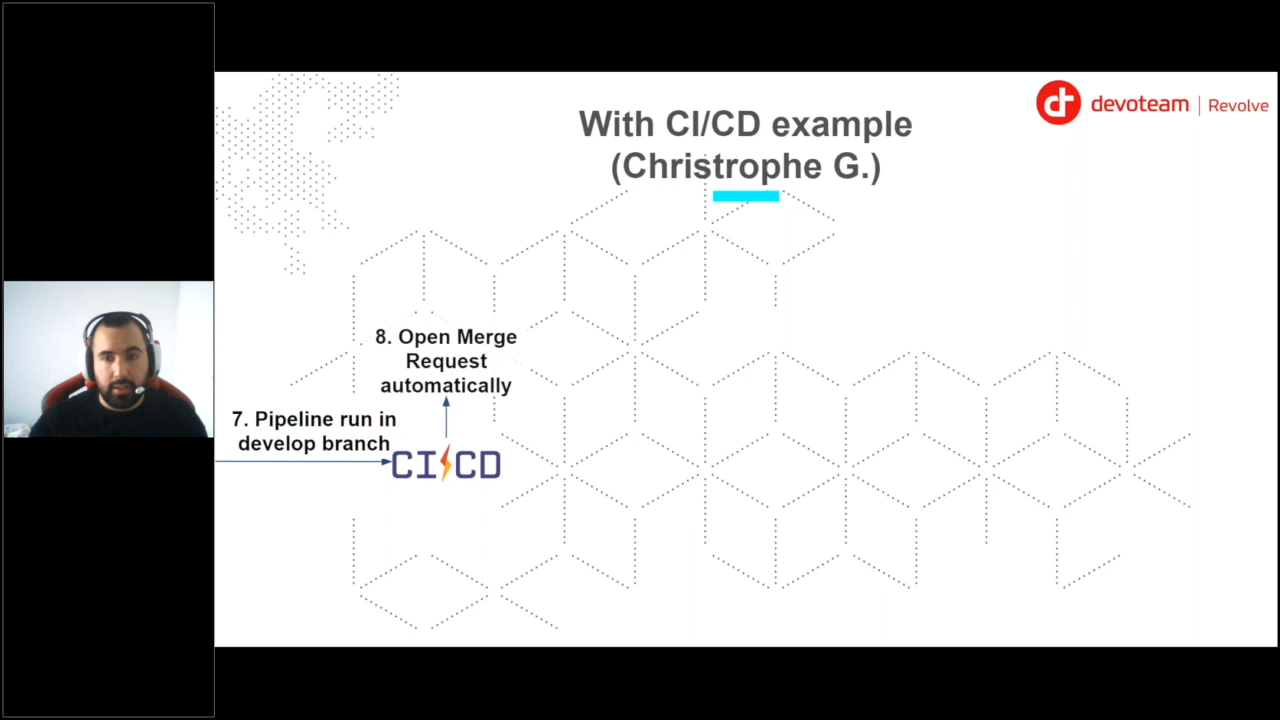 devoteam | Revolve
With CI/CD example
(Christrophe G.)
8. Open Merge
Request
automatically
7. Pipeline run in
develop branch
CI CD